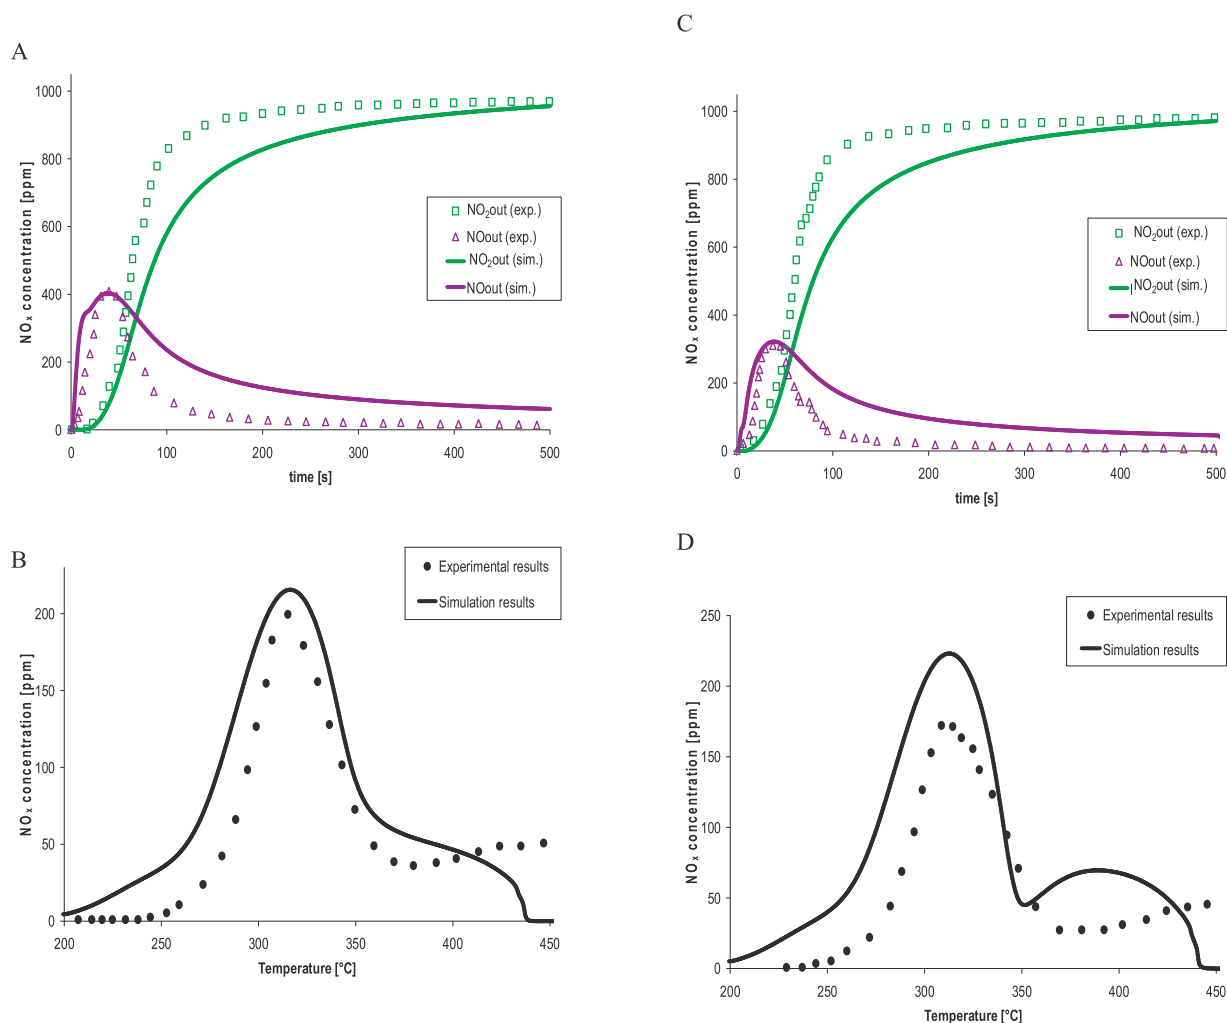 A
NOx concentration [ppm]
1000
800
600
400
200
0
0 100 200 300 400 500
time [s]
NO2out (exp.)
NOout (exp.)
NO2out (sim.)
NOout (sim.)
C
NOx concentration [ppm]
1000
800
600
400
200
0
0 100 200 300 400 500
time [s]
NO2out (exp.)
NOout (exp.)
NO2out (sim.)
NOout (sim.)
B
NOx concentration [ppm]
200
150
100
50
0
200 250 300 350 400 450
Temperature [°C]
Experimental results
Simulation results
D
NOx concentration [ppm]
250
200
150
100
50
0
200 250 300 350 400 450
Temperature [°C]
Experimental results
Simulation results